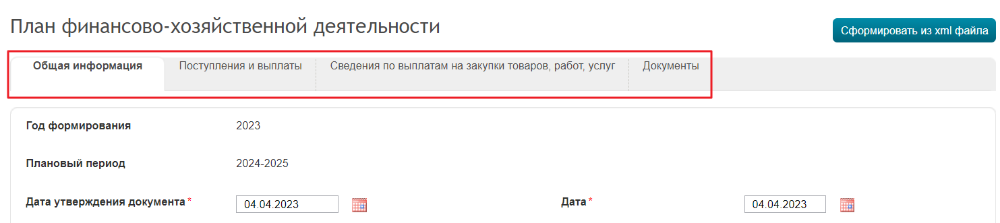 План финансово-хозяйственной деятельности
Сформировать из xml файла
Общая информация Поступления и выплаты Сведения по выплатам на закупки товаров, работ, услуг Документы
Год формирования 2023
Плановый период 2024-2025
Дата утверждения документа * 04.04.2023 Дата * 04.04.2023